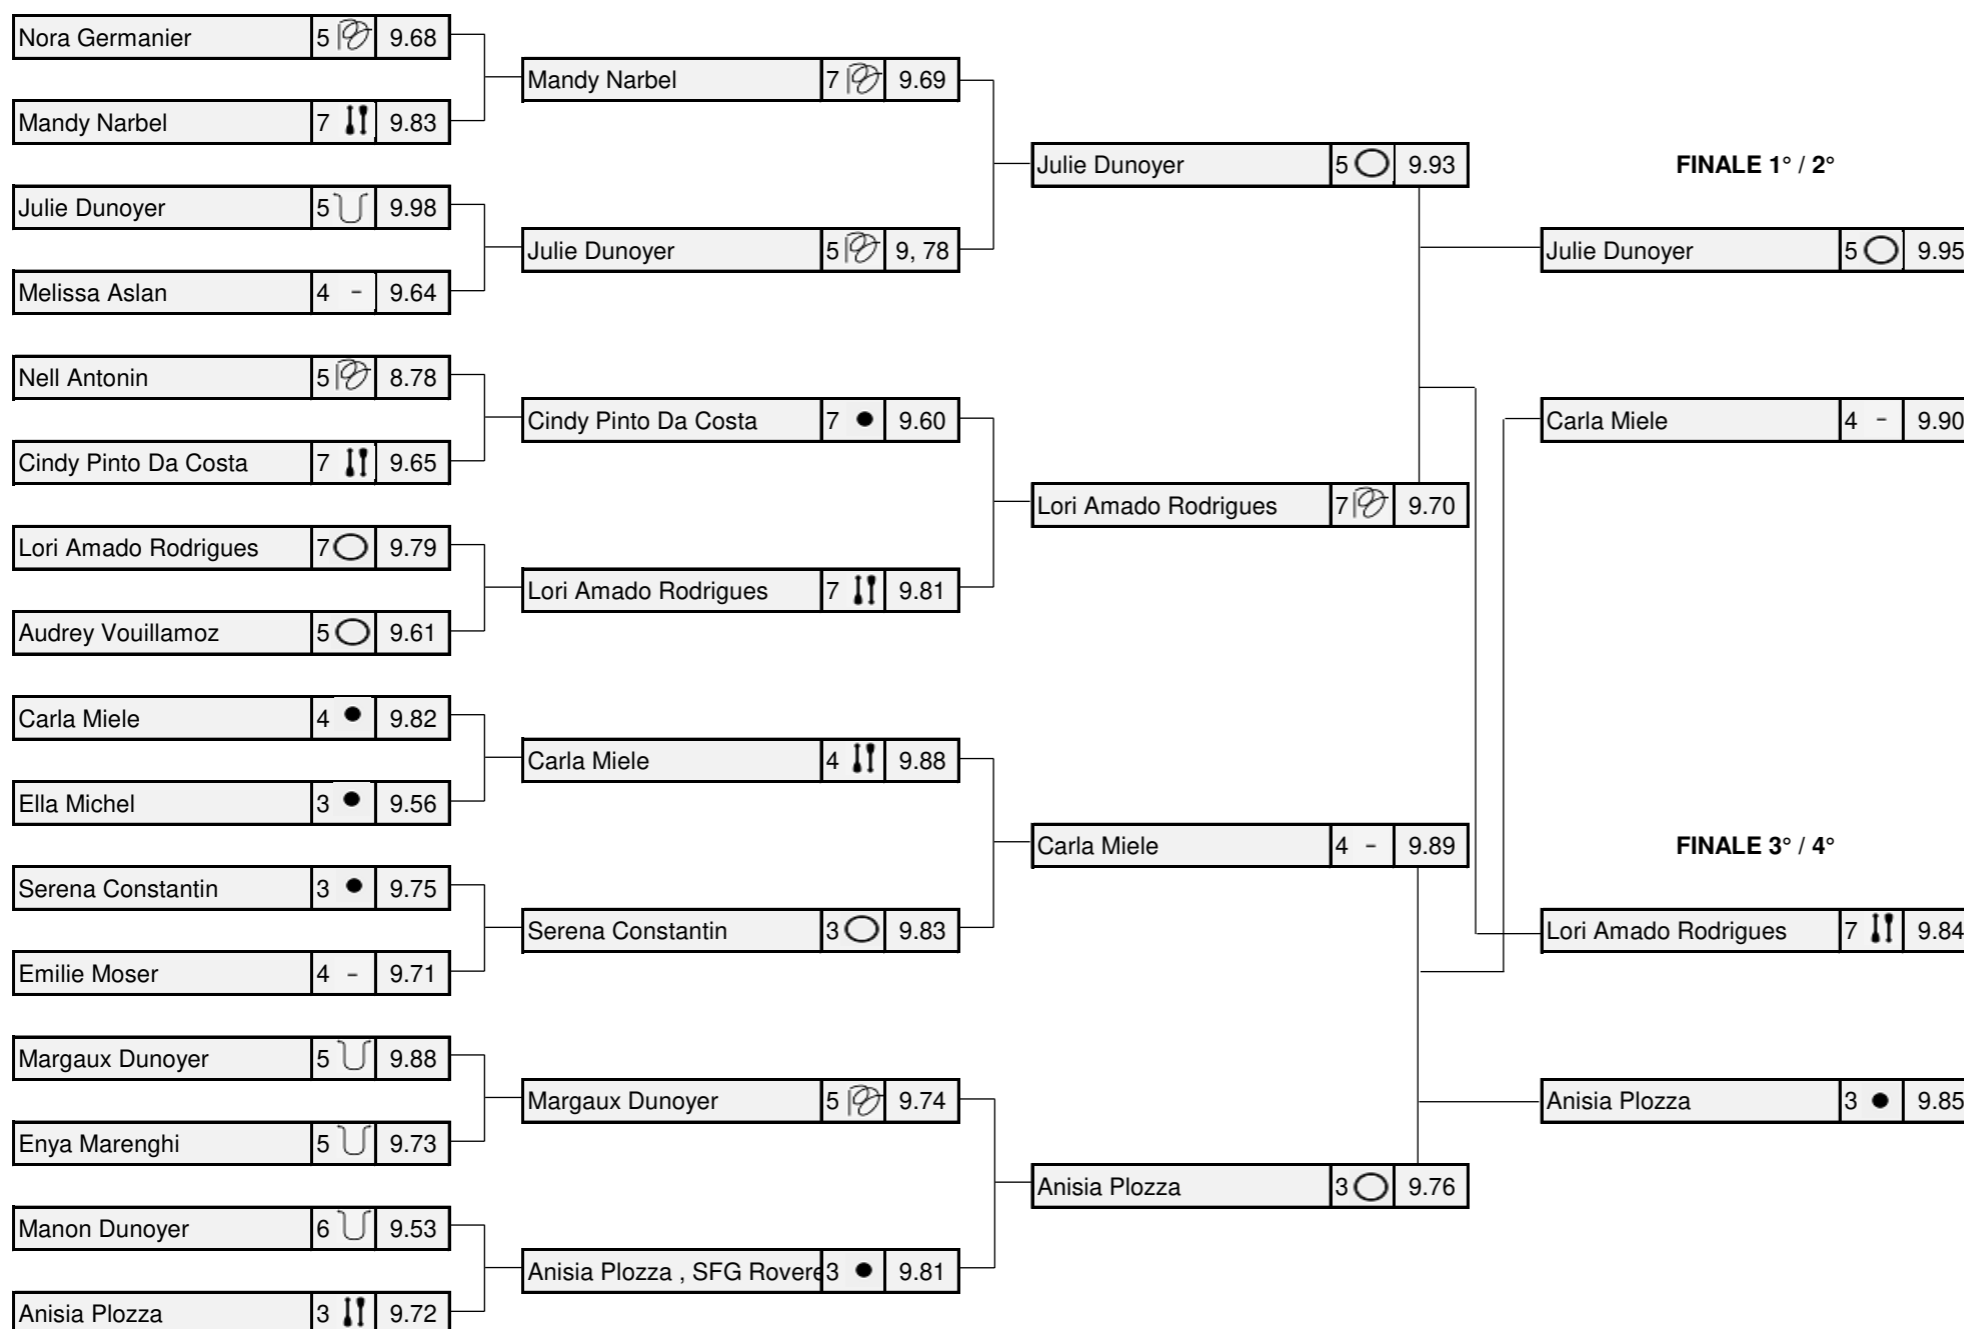 Nora Germanier 5 9.68
Mandy Narbel 7 9.83
Julie Dunoyer 5 9.98
Melissa Aslan 4 - 9.64
Nell Antonin 5 8.78
Cindy Pinto Da Costa 7 9.65
Lori Amado Rodrigues 7 9.79
Audrey Vouillamoz 5 9.61
Carla Miele 4 9.82
Ella Michel 3 9.56
Serena Constantin 3 9.75
Emilie Moser 4 - 9.71
Margaux Dunoyer 5 9.88
Enya Marenghi 5 9.73
Manon Dunoyer 6 9.53
Anisia Plozza 3 9.72
Mandy Narbel 7 9.69
Julie Dunoyer 5 9, 78
Cindy Pinto Da Costa 7 9.60
Lori Amado Rodrigues 7 9.81
Carla Miele 4 9.88
Serena Constantin 3 9.83
Margaux Dunoyer 5 9.74
Anisia Plozza , SFG Rovere 3 9.81
Julie Dunoyer 5 9.93
Lori Amado Rodrigues 7 9.70
Carla Miele 4 - 9.89
Anisia Plozza 3 9.76
FINALE 1° / 2°
Julie Dunoyer 5 9.95
Carla Miele 4 - 9.90
FINALE 3° / 4°
Lori Amado Rodrigues 7 9.84
Anisia Plozza 3 9.85